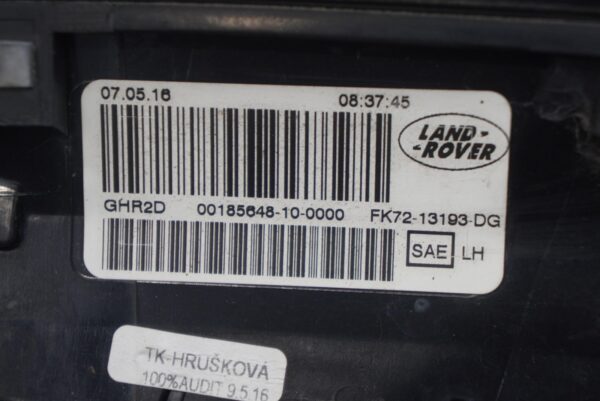 07.05.16 08:37:45
LAND-
-ROVER
GHR2D 00185648-10-0000 FK72-13193-DG
SAE LH
TK-HRUŠKOVÁ
100%AUDIT 9.5.16